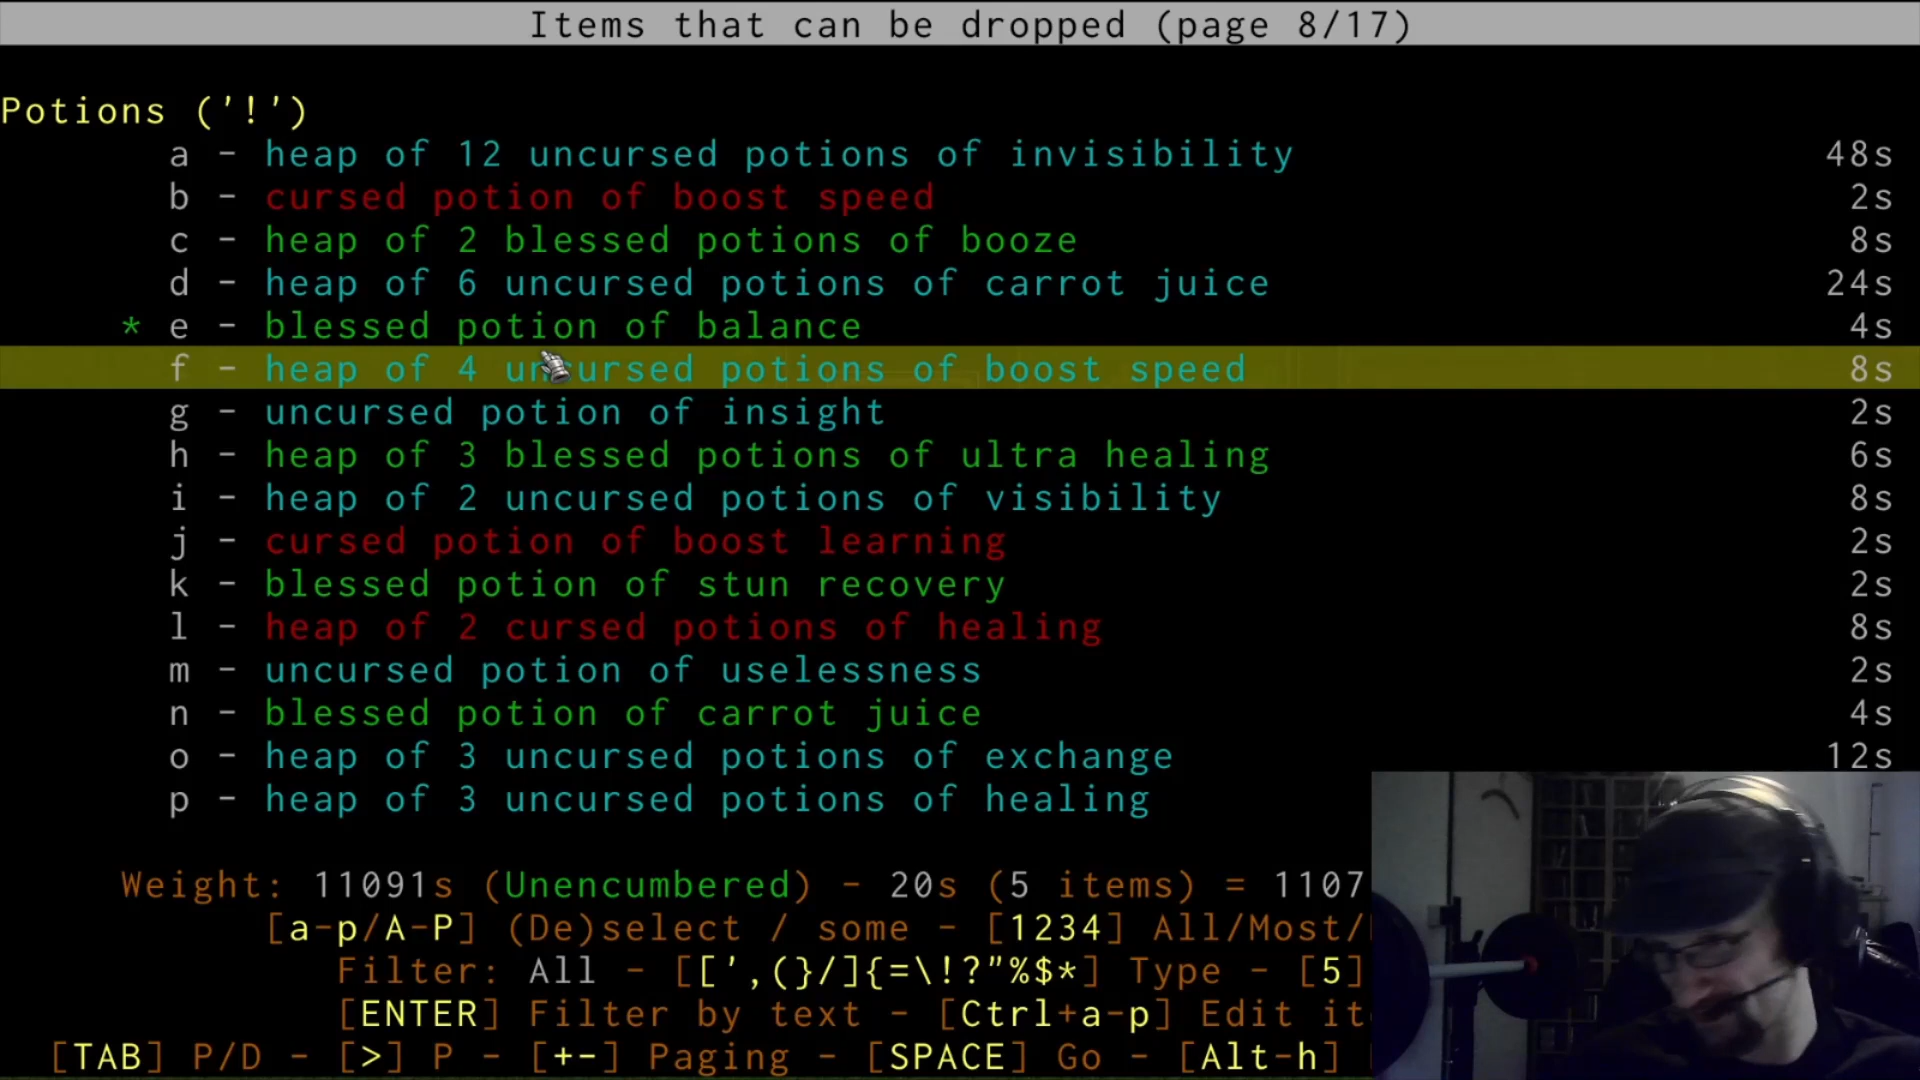 Items that can be dropped (page 8/17)
Potions ('!')
a - heap of 12 uncursed potions of invisibility 48s
b - cursed potion of boost speed 2s
c - heap of 2 blessed potions of booze 8s
d - heap of 6 uncursed potions of carrot juice 24s
* e - blessed potion of balance 4s
f - heap of 4 uncursed potions of boost speed 8s
g - uncursed potion of insight 2s
h - heap of 3 blessed potions of ultra healing 6s
i - heap of 2 uncursed potions of visibility 8s
j - cursed potion of boost learning 2s
k - blessed potion of stun recovery 2s
l - heap of 2 cursed potions of healing 8s
m - uncursed potion of uselessness 2s
n - blessed potion of carrot juice 4s
o - heap of 3 uncursed potions of exchange 12s
p - heap of 3 uncursed potions of healing
Weight: 11091s (Unencumbered) - 20s (5 items) = 1107
[a-p/A-P] (De)select / some - [1234] All/Most/
Filter: All - [[',(}/]{=\!?"%$*] Type - [5]
[ENTER] Filter by text - [Ctrl+a-p] Edit it
[TAB] P/D - [>] P - [+-] Paging - [SPACE] Go - [Alt-h]